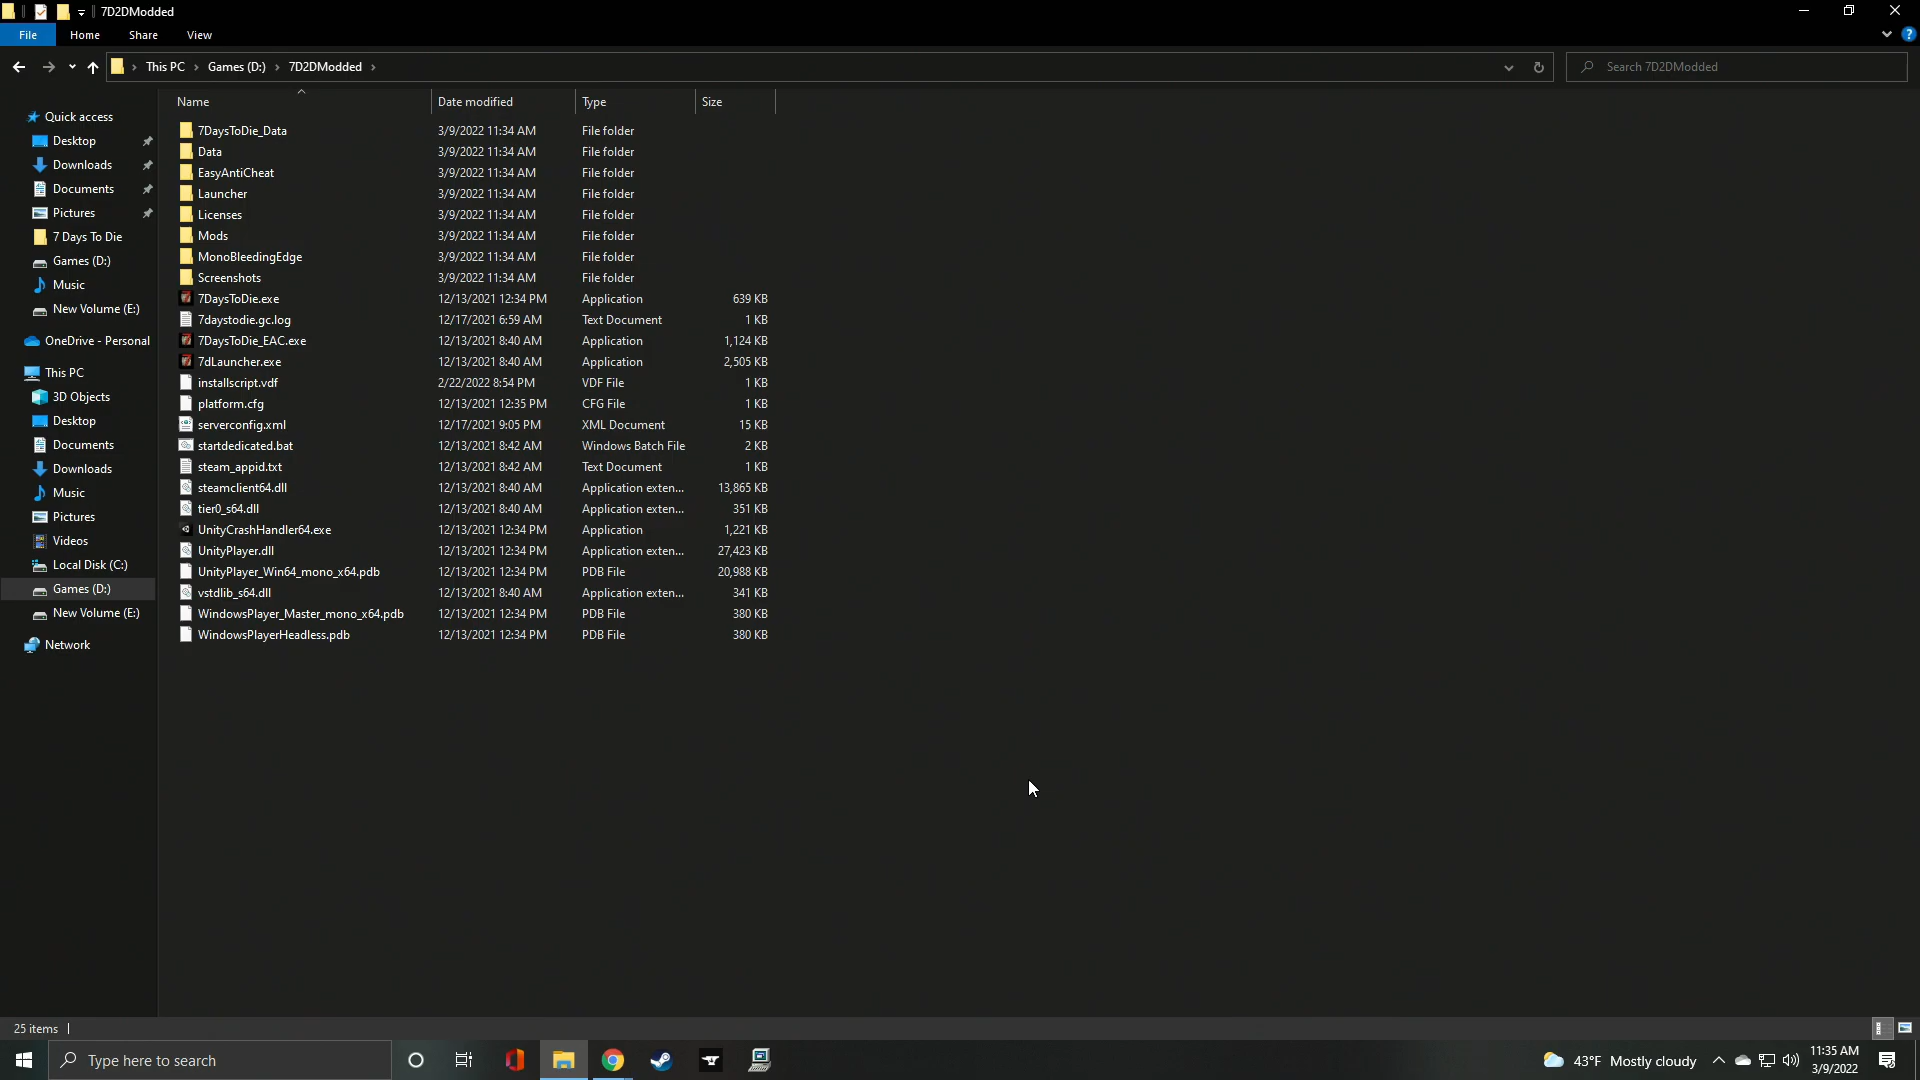 7D2DModded
File Home Share View
This PC Games (D:) 7D2DModded
Search 7D2DModded
Name Date modified Type Size
Quick access
Desktop
Downloads
Documents
Pictures
7 Days To Die
Games (D:)
Music
New Volume (E:)
OneDrive - Personal
This PC
3D Objects
Desktop
Documents
Downloads
Music
Pictures
Videos
Local Disk (C:)
Games (D:)
New Volume (E:)
Network
7DaysToDie_Data 3/9/2022 11:34 AM File folder
Data 3/9/2022 11:34 AM File folder
EasyAntiCheat 3/9/2022 11:34 AM File folder
Launcher 3/9/2022 11:34 AM File folder
Licenses 3/9/2022 11:34 AM File folder
Mods 3/9/2022 11:34 AM File folder
MonoBleedingEdge 3/9/2022 11:34 AM File folder
Screenshots 3/9/2022 11:34 AM File folder
7DaysToDie.exe 12/13/2021 12:34 PM Application 639 KB
7daystodie.gc.log 12/17/2021 6:59 AM Text Document 1 KB
7DaysToDie_EAC.exe 12/13/2021 8:40 AM Application 1,124 KB
7dLauncher.exe 12/13/2021 8:40 AM Application 2,505 KB
installscript.vdf 2/22/2022 8:54 PM VDF File 1 KB
platform.cfg 12/13/2021 12:35 PM CFG File 1 KB
serverconfig.xml 12/17/2021 9:05 PM XML Document 15 KB
startdedicated.bat 12/13/2021 8:42 AM Windows Batch File 2 KB
steam_appid.txt 12/13/2021 8:42 AM Text Document 1 KB
steamclient64.dll 12/13/2021 8:40 AM Application exten... 13,865 KB
tier0_s64.dll 12/13/2021 8:40 AM Application exten... 351 KB
UnityCrashHandler64.exe 12/13/2021 12:34 PM Application 1,221 KB
UnityPlayer.dll 12/13/2021 12:34 PM Application exten... 27,423 KB
UnityPlayer_Win64_mono_x64.pdb 12/13/2021 12:34 PM PDB File 20,988 KB
vstdlib_s64.dll 12/13/2021 8:40 AM Application exten... 341 KB
WindowsPlayer_Master_mono_x64.pdb 12/13/2021 12:34 PM PDB File 380 KB
WindowsPlayerHeadless.pdb 12/13/2021 12:34 PM PDB File 380 KB
25 items
Type here to search
43°F Mostly cloudy
11:35 AM
3/9/2022